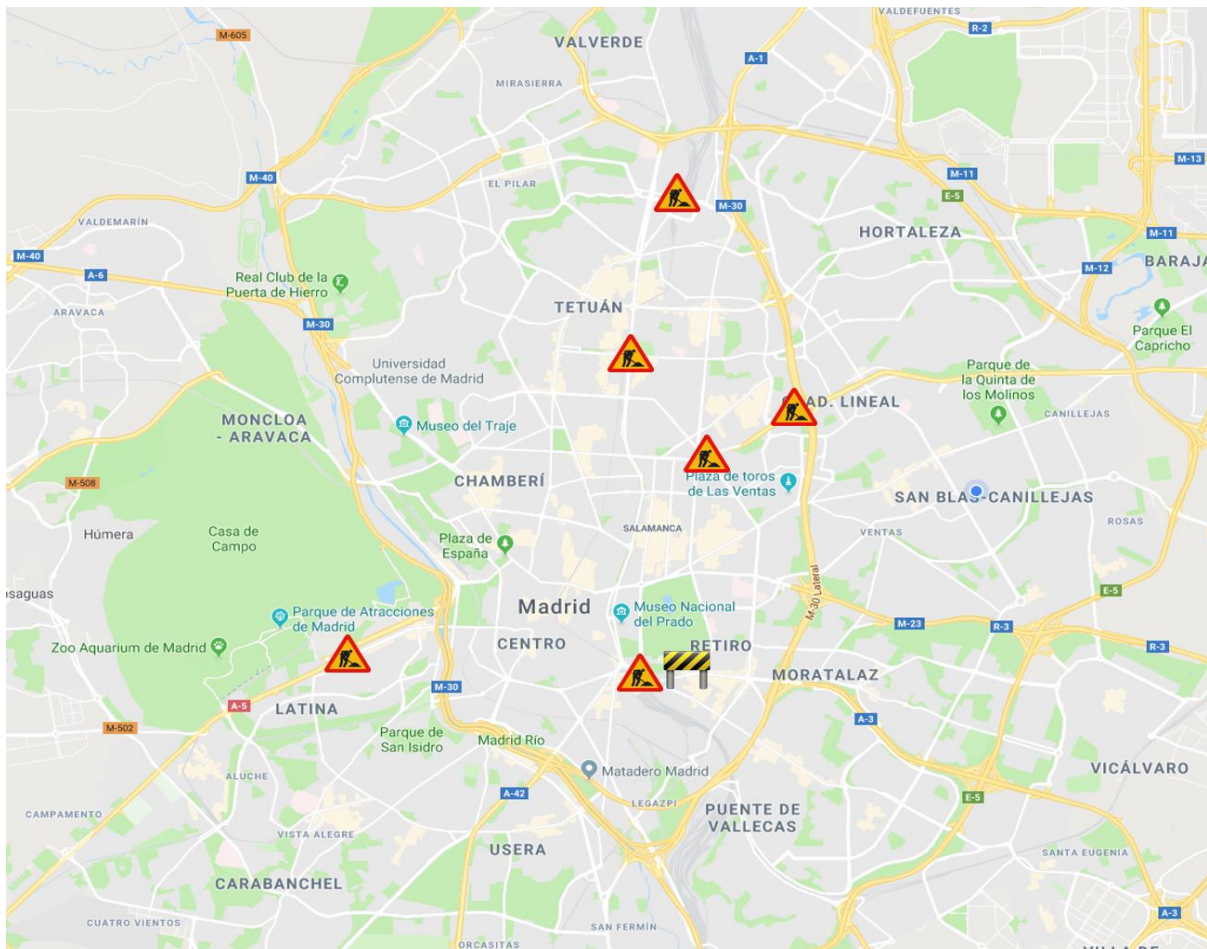 M-605
VALDEFUENTES
R-2
VALVERDE
A-1
MIRASIERRA
M-13
M-40
EL PILAR
M-11
E-5
M-30
VALDEMARÍN
HORTALEZA
M-11
M-40
A-6
M-12
BARAJA
Real Club de la
Puerta de Hierro
ARAVACA
TETUÁN
M-30
Parque El
Capricho
Universidad
Complutense de Madrid
Parque de
la Quinta de
los Molinos
AD. LINEAL
CANILLEJAS
MONCLOA
- ARAVACA
Museo del Traje
CHAMBERÍ
Plaza de toros
de Las Ventas
M-508
SAN BLAS-CANILLEJAS
ROSAS
Húmera
Casa de
Campo
Plaza de
España
SALAMANCA
VENTAS
osaguas
M-30 Lateral
E-5
Madrid
Museo Nacional
del Prado
Parque de Atracciones
de Madrid
M-23
R-3
R-3
Zoo Aquarium de Madrid
CENTRO
RETIRO
MORATALAZ
M-30
A-5
LATINA
A-3
M-502
Parque de
San Isidro
Madrid Río
Matadero Madrid
VICÁLVARO
ALUCHE
A-42
E-5
LEGAZPI
PUENTE DE
VALLECAS
CAMPAMENTO
VISTA ALEGRE
USERA
SANTA EUGENIA
CARABANCHEL
A-3
CUATRO VIENTOS
SAN FERMÍN
ORCASITAS
VILLA DE